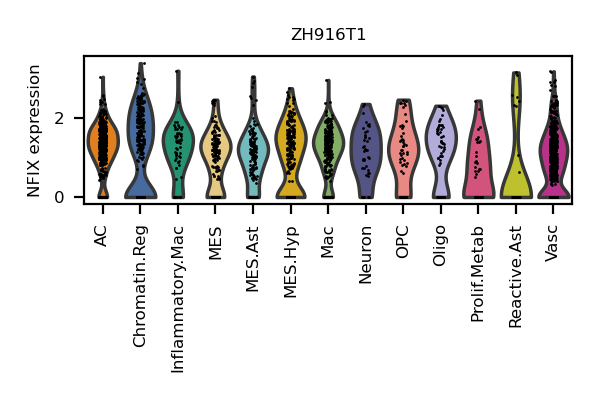 ZH916T1
NFIX expression
2
0
AC
Chromatin.Reg
Inflammatory.Mac
MES
MES.Ast
MES.Hyp
Mac
Neuron
OPC
Oligo
Prolif.Metab
Reactive.Ast
Vasc